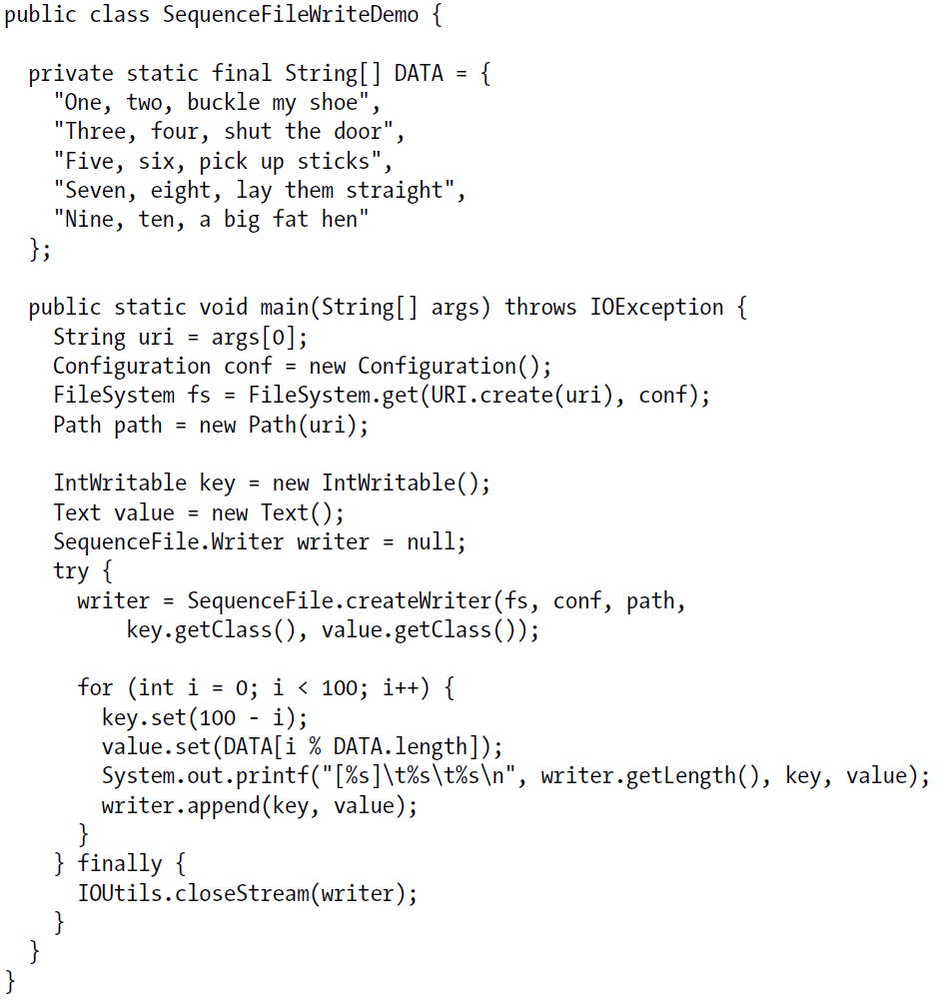 public class SequenceFileWriteDemo {
private static final String[] DATA = {
"One, two, buckle my shoe",
"Three, four, shut the door",
"Five, six, pick up sticks",
"Seven, eight, lay them straight",
"Nine, ten, a big fat hen"
};
public static void main(String[] args) throws IOException {
String uri = args[0];
Configuration conf = new Configuration();
FileSystem fs = FileSystem.get(URI.create(uri), conf);
Path path = new Path(uri);
IntWritable key = new IntWritable();
Text value = new Text();
SequenceFile.Writer writer = null;
try {
writer = SequenceFile.createWriter(fs, conf, path,
key.getClass(), value.getClass());
for (int i = 0; i < 100; i++) {
key.set(100 - i);
value.set(DATA[i % DATA.length]);
System.out.printf("[%s]\t%s\t%s\n", writer.getLength(), key, value);
writer.append(key, value);
}
} finally {
IOUtils.closeStream(writer);
}
}
}